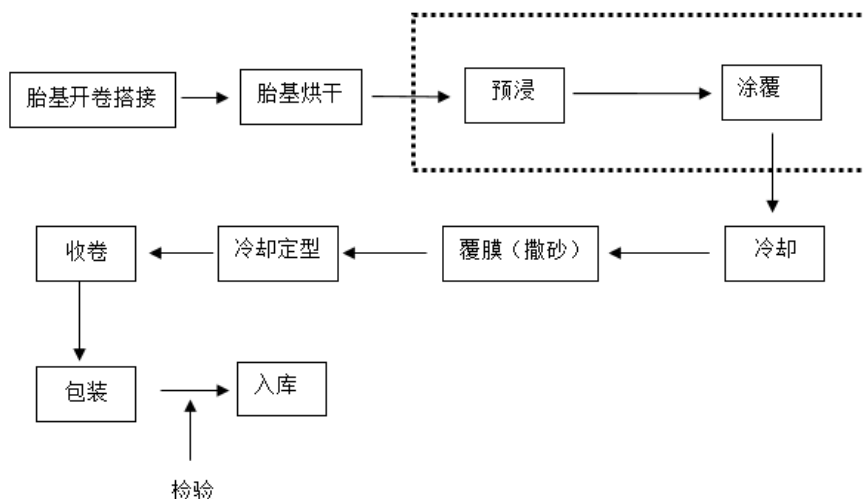 胎基开卷搭接
胎基烘干
预浸
涂覆
收卷
冷却定型
覆膜（撒砂）
冷却
包装
入库
检验